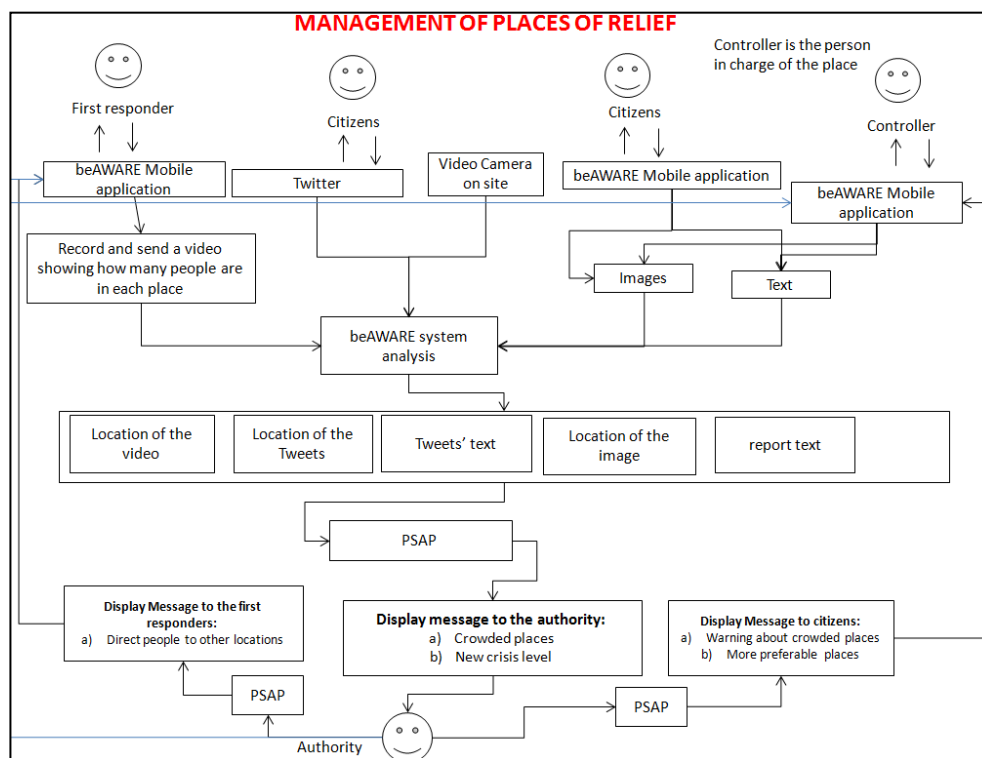 MANAGEMENT OF PLACES OF RELIEF
Controller is the person
in charge of the place
First responder
Citizens
Citizens
Controller
beAWARE Mobile
application
Twitter
Video Camera
on site
beAWARE Mobile application
beAWARE Mobile
application
Record and send a video
showing how many people are
in each place
Images
Text
beAWARE system
analysis
Location of the
video
Location of the
Tweets
Tweets’ text
Location of the
image
report text
PSAP
Display Message to the first
responders:
a) Direct people to other locations
Display message to the authority:
a) Crowded places
b) New crisis level
Display Message to citizens:
a) Warning about crowded places
b) More preferable places
PSAP
PSAP
Authority